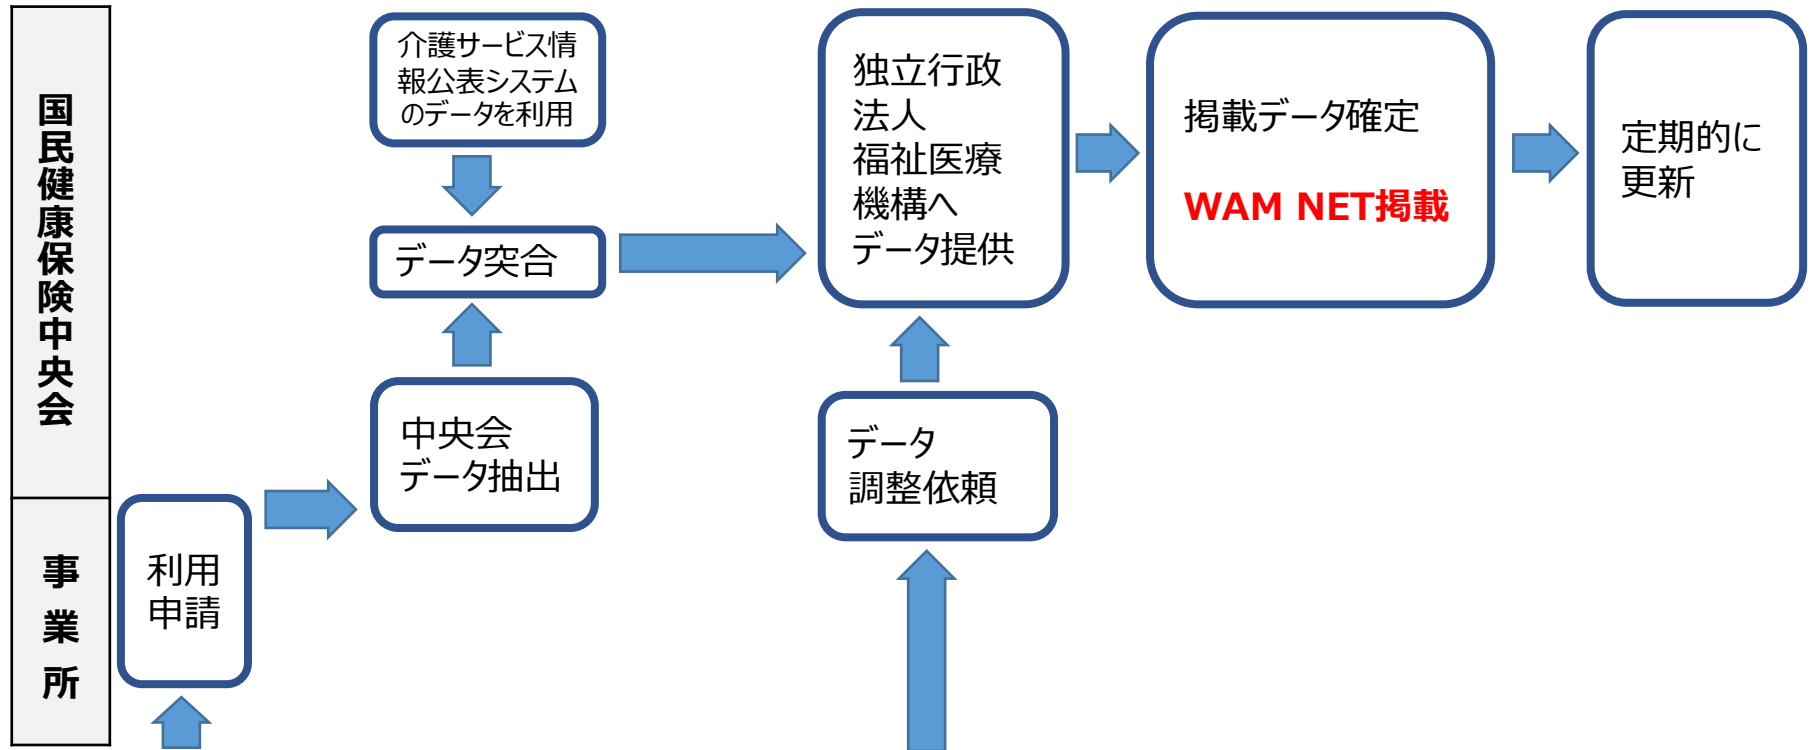 国民健康保険中央会
介護サービス情
報公表システム
のデータを利用
データ突合
中央会
データ抽出
独立行政
法人
福祉医療
機構へ
データ提供
データ
調整依頼
掲載データ確定
WAM NET掲載
定期的に
更新
事業所
利用
申請